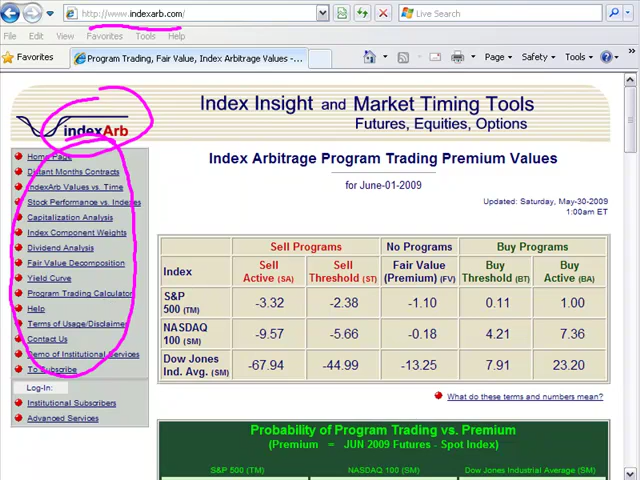 http://www.indexarb.com/
Live Search
File Edit View Favorites Tools Help
Favorites
Program Trading, Fair Value, Index Arbitrage Values -...
Page Safety Tools
indexArb
Index Insight and Market Timing Tools
Futures, Equities, Options
Home Page
Distant Months Contracts
IndexArb Values vs. Time
Stock Performance vs. Indexes
Capitalization Analysis
Index Component Weights
Dividend Analysis
Fair Value Decomposition
Yield Curve
Program Trading Calculator
Help
Terms of Usage/Disclaimer
Contact Us
Demo of Institutional Services
To Subscribe
Log-In:
Institutional Subscribers
Advanced Services
Index Arbitrage Program Trading Premium Values
for June-01-2009
Updated: Saturday, May-30-2009
1:00am ET
Sell Programs No Programs Buy Programs
Index Sell Active (SA) Sell Threshold (ST) Fair Value (Premium) (FV) Buy Threshold (BT) Buy Active (BA)
S&P 500 (TM) -3.32 -2.38 -1.10 0.11 1.00
NASDAQ 100 (SM) -9.57 -5.66 -0.18 4.21 7.36
Dow Jones Ind. Avg. (SM) -67.94 -44.99 -13.25 7.91 23.20
What do these terms and numbers mean?
Probability of Program Trading vs. Premium
(Premium = JUN 2009 Futures - Spot Index)
S&P 500 (TM) NASDAQ 100 (SM) Dow Jones Industrial Average (SM)